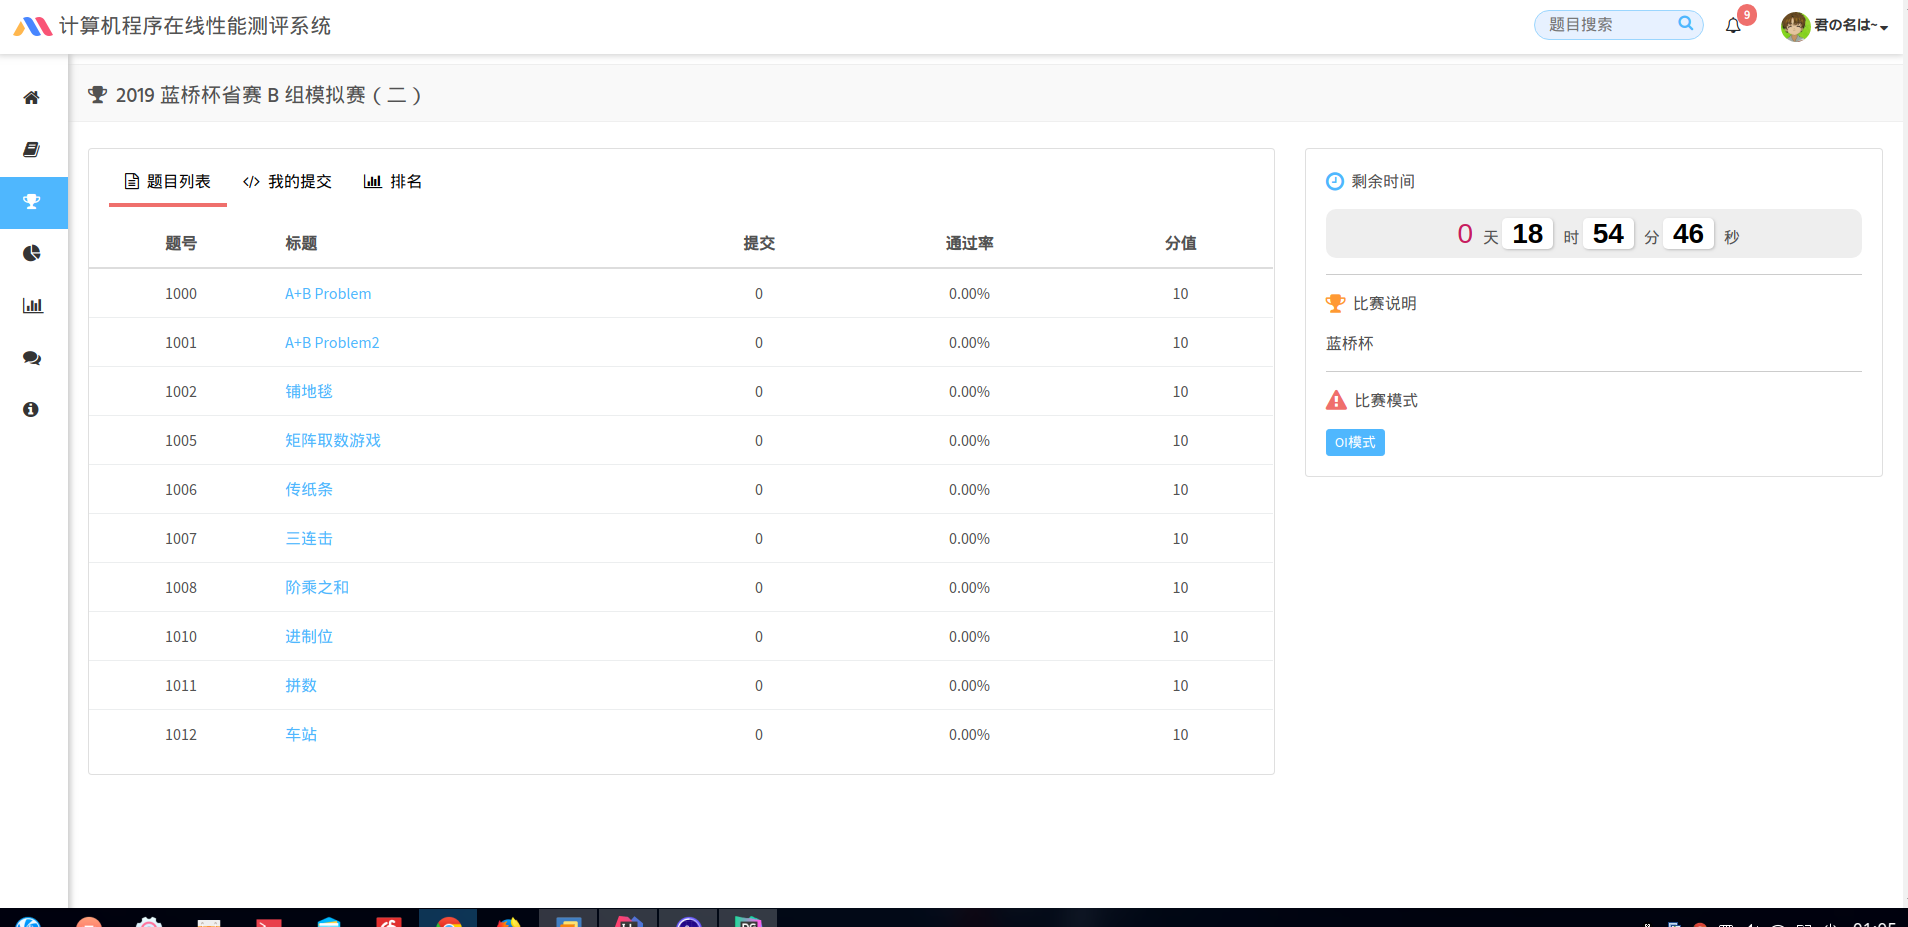 计算机程序在线性能测评系统
题目搜索
9
君の名は~
2019 蓝桥杯省赛 B 组模拟赛（二）
题目列表 我的提交 排名
题号 标题 提交 通过率 分值
1000 A+B Problem 0 0.00% 10
1001 A+B Problem2 0 0.00% 10
1002 铺地毯 0 0.00% 10
1005 矩阵取数游戏 0 0.00% 10
1006 传纸条 0 0.00% 10
1007 三连击 0 0.00% 10
1008 阶乘之和 0 0.00% 10
1010 进制位 0 0.00% 10
1011 拼数 0 0.00% 10
1012 车站 0 0.00% 10
剩余时间
0 天 18 时 54 分 46 秒
比赛说明
蓝桥杯
比赛模式
OI模式